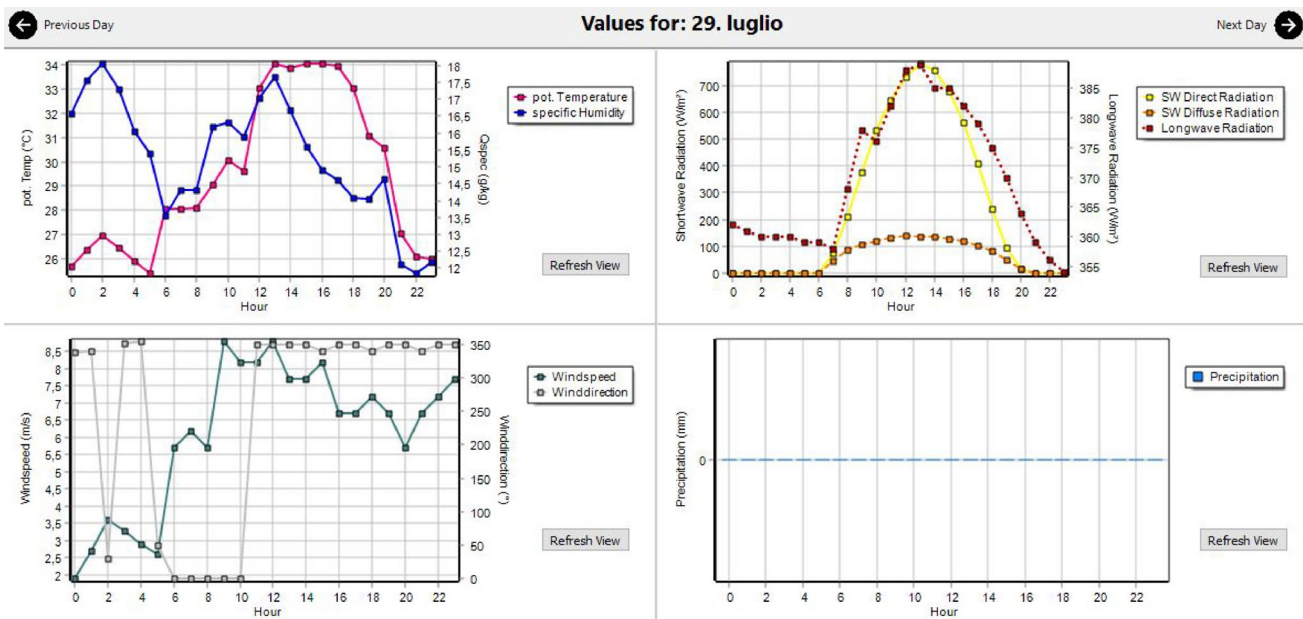 Previous Day
Values for: 29. luglio
Next Day
pot. Temp (°C)
34
33
32
31
30
29
28
27
26
0 2 4 6 8 10 12 14 16 18 20 22
Hour
18
17,5
17
16,5
16
15,5
15
14,5
14
13,5
13
12,5
12
Qspec (g/kg)
pot. Temperature
specific Humidity
Refresh View
Shortwave Radiation (W/m²)
700
600
500
400
300
200
100
0
0 2 4 6 8 10 12 14 16 18 20 22
Hour
385
380
375
370
365
360
355
Longwave Radiation (W/m²)
SW Direct Radiation
SW Diffuse Radiation
Longwave Radiation
Refresh View
Windspeed (m/s)
8,5
8
7,5
7
6,5
6
5,5
5
4,5
4
3,5
3
2,5
2
0 2 4 6 8 10 12 14 16 18 20 22
Hour
350
300
250
200
150
100
50
0
Winddirection (°)
Windspeed
Winddirection
Refresh View
Precipitation (mm)
0
0 2 4 6 8 10 12 14 16 18 20 22
Hour
Precipitation
Refresh View